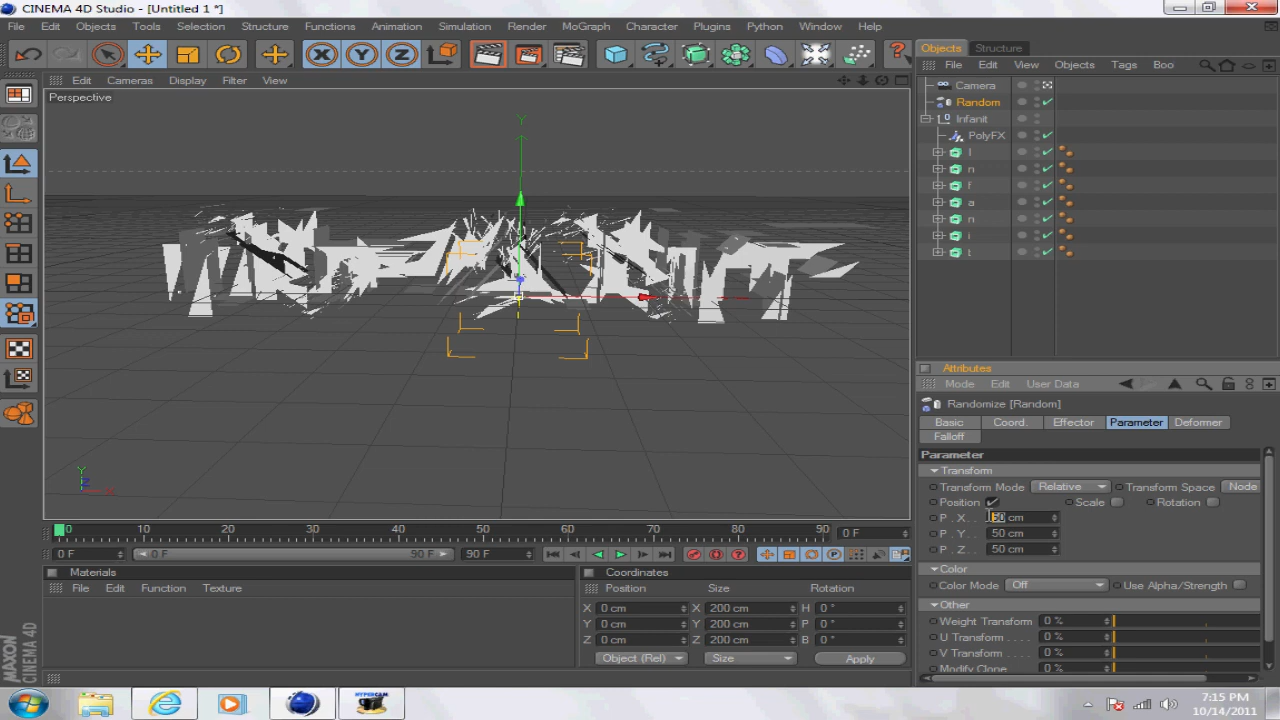 CINEMA 4D Studio - [Untitled 1 *]
File Edit Objects Tools Selection Structure Functions Render Animation Simulation MoGraph Character Plugins Python Window Help
Objects Structure
Edit Cameras Display Filter View
File Edit View Objects Tags Boo
Perspective
Y
Camera
Random
Infanit
PolyFX
I
n
f
a
n
i
t
Attributes
Mode Edit User Data
Randomize [Random]
Basic Coord. Effector Parameter Deformer
Falloff
Parameter
Transform
Transform Mode Relative Transform Space Node
Position Scale Rotation
P . X . . 50 cm
P . Y . . 50 cm
P . Z . . 50 cm
Color
Color Mode Off Use Alpha/Strength
Other
Weight Transform 0 %
U Transform . . . . 0 %
V Transform . . . . 0 %
Modify Clone 0 %
Y
Z
X
0 10 20 30 40 50 60 70 80 90 0 F
0 F 0 F 90 F 90 F
Materials
File Edit Function Texture
Coordinates
Position Size Rotation
X 0 cm X 200 cm H 0 °
Y 0 cm Y 200 cm P 0 °
Z 0 cm Z 200 cm B 0 °
Object (Rel) Size Apply
MAXON
CINEMA 4D
HYPERCAM
7:15 PM
10/14/2011